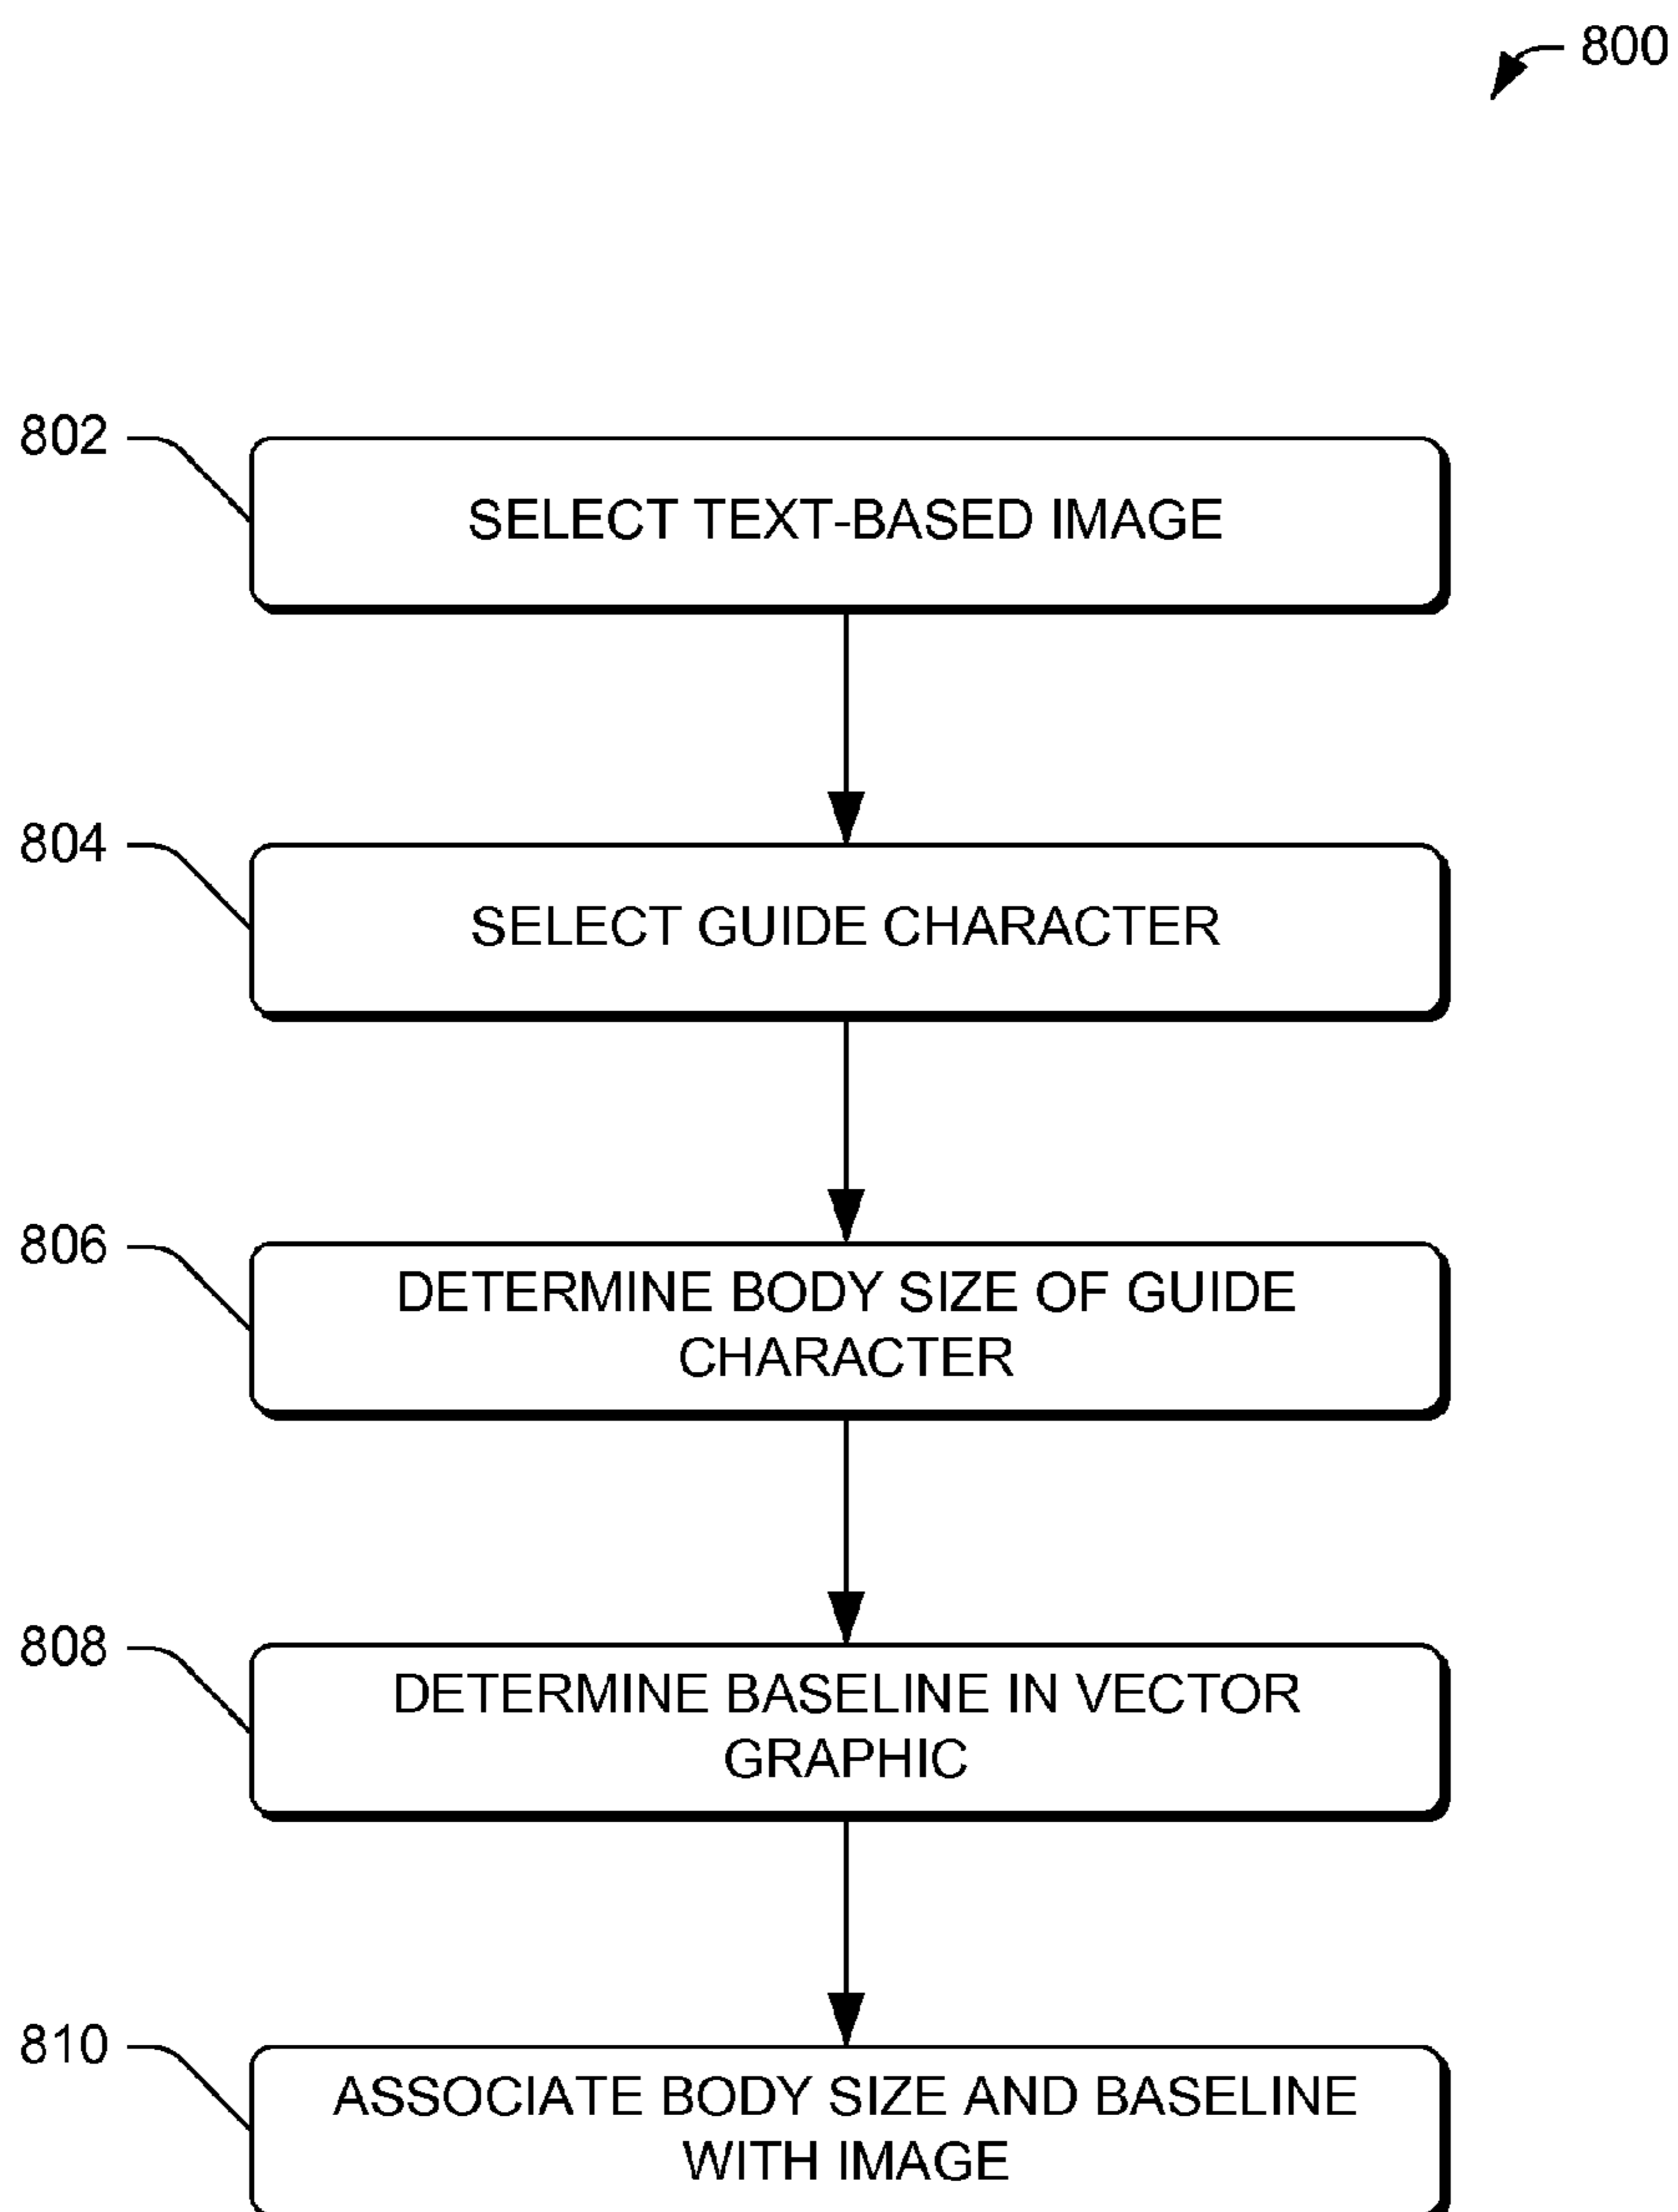 800
802
SELECT TEXT-BASED IMAGE
804
SELECT GUIDE CHARACTER
806
DETERMINE BODY SIZE OF GUIDE
CHARACTER
808
DETERMINE BASELINE IN VECTOR
GRAPHIC
810
ASSOCIATE BODY SIZE AND BASELINE
WITH IMAGE